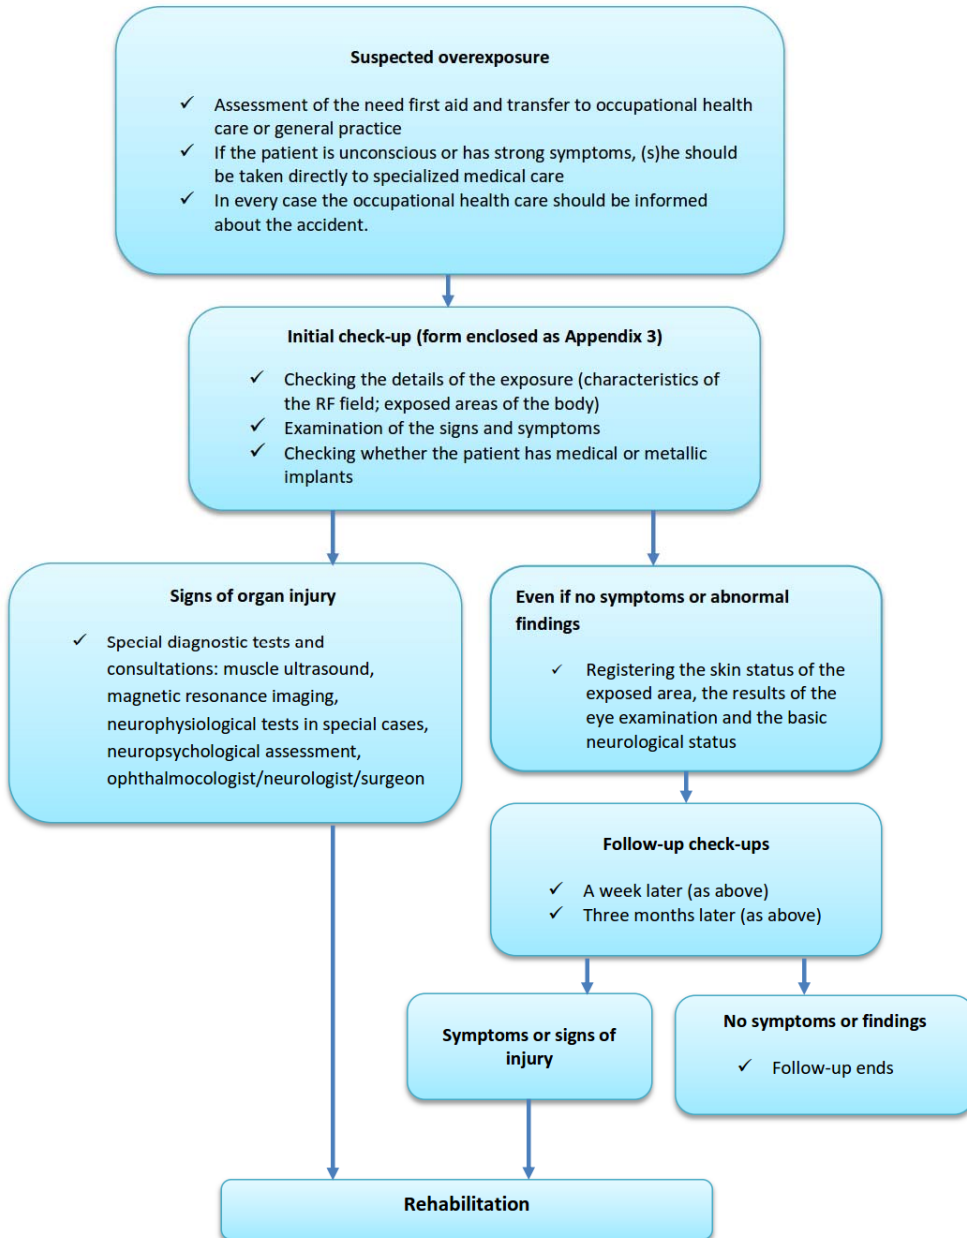 Suspected overexposure
✓ Assessment of the need first aid and transfer to occupational health
care or general practice
✓ If the patient is unconscious or has strong symptoms, (s)he should
be taken directly to specialized medical care
✓ In every case the occupational health care should be informed
about the accident.
Initial check-up (form enclosed as Appendix 3)
✓ Checking the details of the exposure (characteristics of
the RF field; exposed areas of the body)
✓ Examination of the signs and symptoms
✓ Checking whether the patient has medical or metallic
implants
Signs of organ injury
✓ Special diagnostic tests and
consultations: muscle ultrasound,
magnetic resonance imaging,
neurophysiological tests in special cases,
neuropsychological assessment,
ophthalmocologist/neurologist/surgeon
Even if no symptoms or abnormal
findings
✓ Registering the skin status of the
exposed area, the results of the
eye examination and the basic
neurological status
Follow-up check-ups
✓ A week later (as above)
✓ Three months later (as above)
Symptoms or signs of
injury
No symptoms or findings
✓ Follow-up ends
Rehabilitation